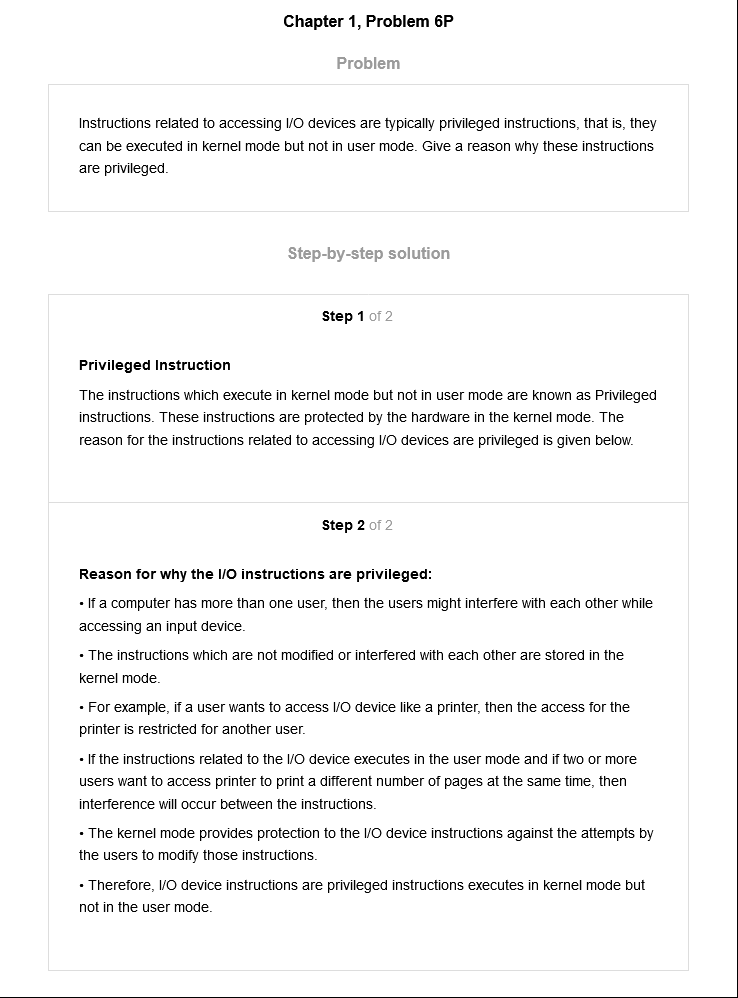 Chapter 1, Problem 6P
Problem
Instructions related to accessing I/O devices are typically privileged instructions, that is, they
can be executed in kernel mode but not in user mode. Give a reason why these instructions
are privileged.
Step-by-step solution
Step 1 of 2
Privileged Instruction
The instructions which execute in kernel mode but not in user mode are known as Privileged
instructions. These instructions are protected by the hardware in the kernel mode. The
reason for the instructions related to accessing I/O devices are privileged is given below.
Step 2 of 2
Reason for why the I/O instructions are privileged:
• If a computer has more than one user, then the users might interfere with each other while
accessing an input device.
• The instructions which are not modified or interfered with each other are stored in the
kernel mode.
• For example, if a user wants to access I/O device like a printer, then the access for the
printer is restricted for another user.
• If the instructions related to the I/O device executes in the user mode and if two or more
users want to access printer to print a different number of pages at the same time, then
interference will occur between the instructions.
• The kernel mode provides protection to the I/O device instructions against the attempts by
the users to modify those instructions.
• Therefore, I/O device instructions are privileged instructions executes in kernel mode but
not in the user mode.